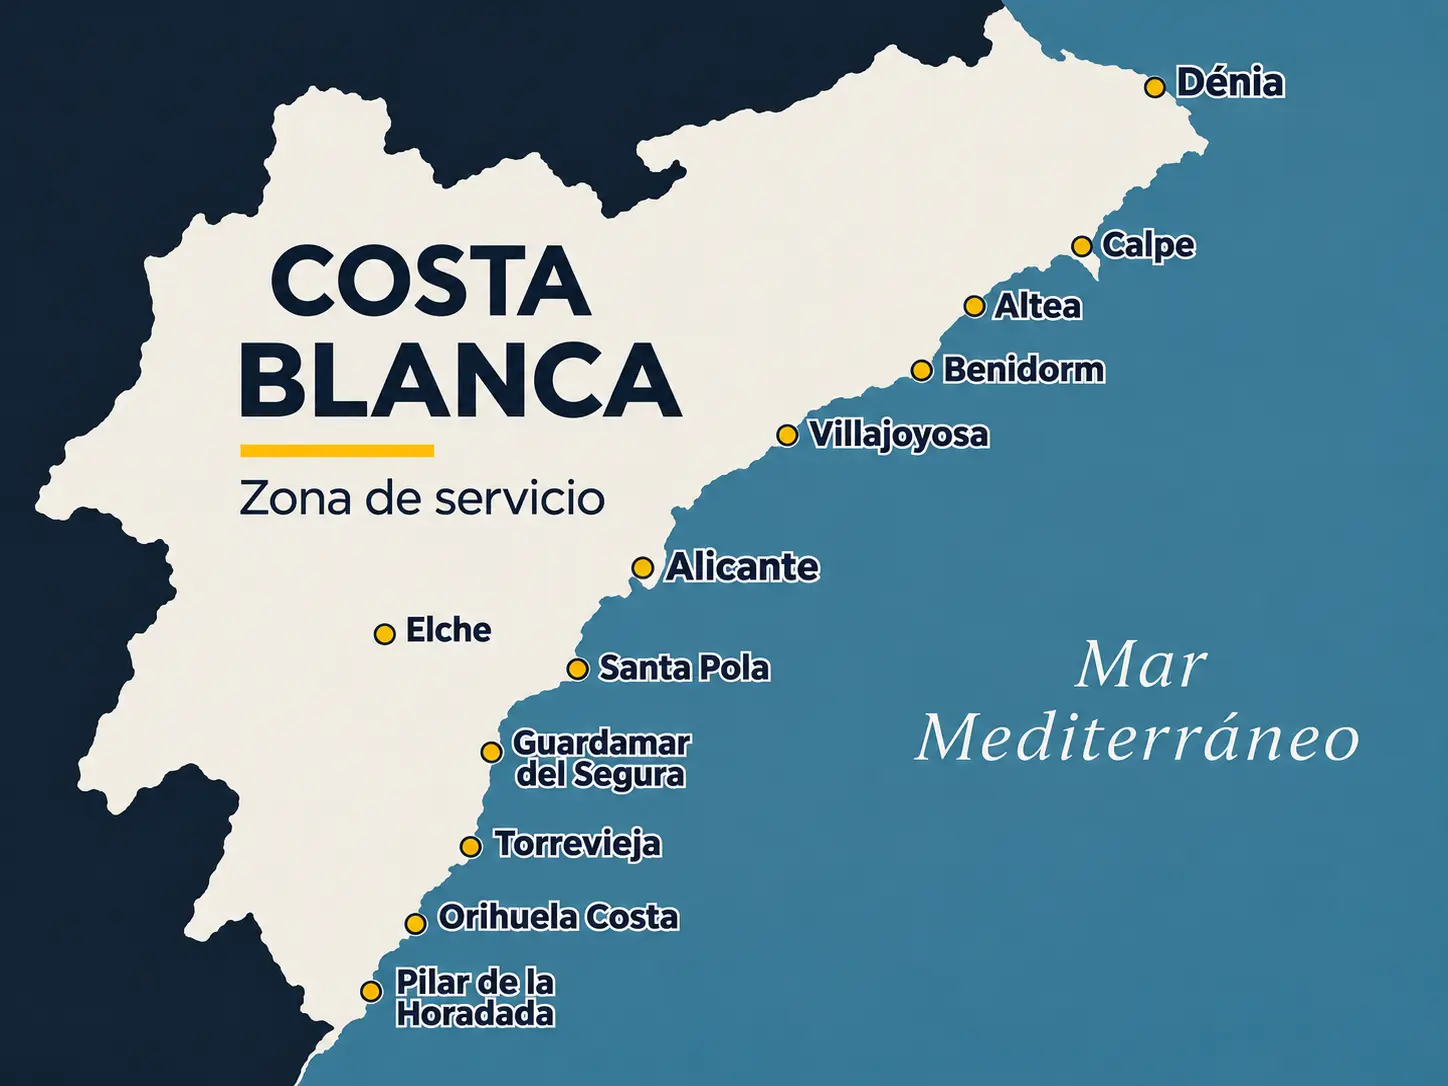 Dénia
COSTA
BLANCA
Zona de servicio
Calpe
Altea
Benidorm
Villajoyosa
Alicante
Elche
Santa Pola
Guardamar
del Segura
Torrevieja
Orihuela Costa
Pilar de la
Horadada
Mar
Mediterráneo